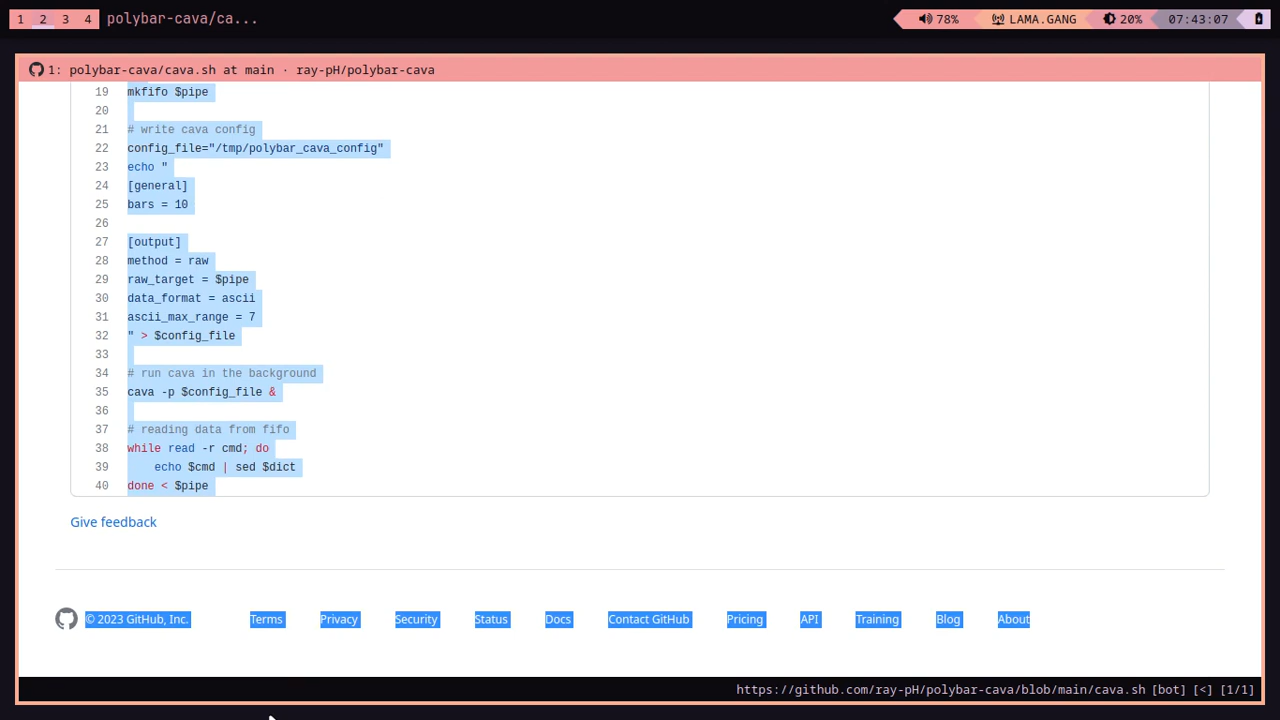 1 2 3 4 polybar-cava/ca... 78% LAMA.GANG 20% 07:43:07
1: polybar-cava/cava.sh at main · ray-pH/polybar-cava
19 mkfifo $pipe
20
21 # write cava config
22 config_file="/tmp/polybar_cava_config"
23 echo "
24 [general]
25 bars = 10
26
27 [output]
28 method = raw
29 raw_target = $pipe
30 data_format = ascii
31 ascii_max_range = 7
32 " > $config_file
33
34 # run cava in the background
35 cava -p $config_file &
36
37 # reading data from fifo
38 while read -r cmd; do
39     echo $cmd | sed $dict
40 done < $pipe
Give feedback
© 2023 GitHub, Inc. Terms Privacy Security Status Docs Contact GitHub Pricing API Training Blog About
https://github.com/ray-pH/polybar-cava/blob/main/cava.sh [bot] [<] [1/1]